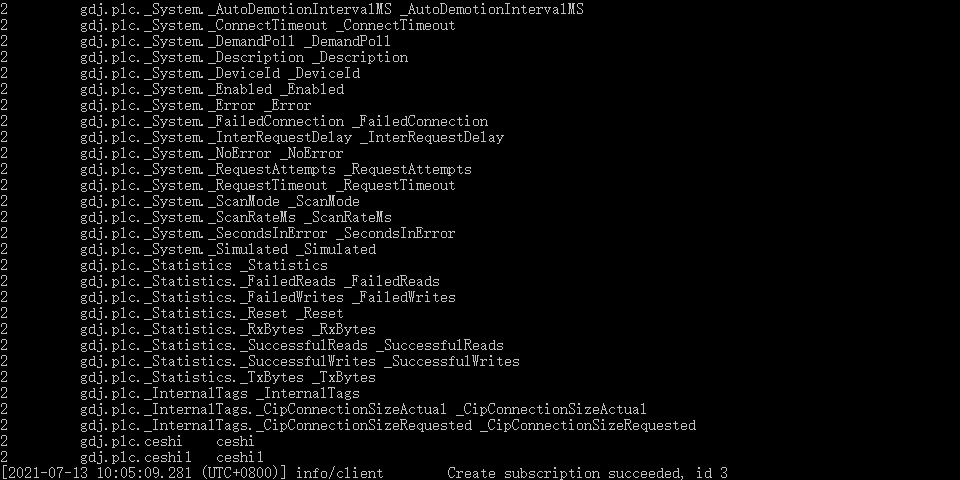 2 gdj.plc._System._AutoDemotionIntervalMS _AutoDemotionIntervalMS
2 gdj.plc._System._ConnectTimeout _ConnectTimeout
2 gdj.plc._System._DemandPoll _DemandPoll
2 gdj.plc._System._Description _Description
2 gdj.plc._System._DeviceId _DeviceId
2 gdj.plc._System._Enabled _Enabled
2 gdj.plc._System._Error _Error
2 gdj.plc._System._FailedConnection _FailedConnection
2 gdj.plc._System._InterRequestDelay _InterRequestDelay
2 gdj.plc._System._NoError _NoError
2 gdj.plc._System._RequestAttempts _RequestAttempts
2 gdj.plc._System._RequestTimeout _RequestTimeout
2 gdj.plc._System._ScanMode _ScanMode
2 gdj.plc._System._ScanRateMs _ScanRateMs
2 gdj.plc._System._SecondsInError _SecondsInError
2 gdj.plc._System._Simulated _Simulated
2 gdj.plc._Statistics _Statistics
2 gdj.plc._Statistics._FailedReads _FailedReads
2 gdj.plc._Statistics._FailedWrites _FailedWrites
2 gdj.plc._Statistics._Reset _Reset
2 gdj.plc._Statistics._RxBytes _RxBytes
2 gdj.plc._Statistics._SuccessfulReads _SuccessfulReads
2 gdj.plc._Statistics._SuccessfulWrites _SuccessfulWrites
2 gdj.plc._Statistics._TxBytes _TxBytes
2 gdj.plc._InternalTags _InternalTags
2 gdj.plc._InternalTags._CipConnectionSizeActual _CipConnectionSizeActual
2 gdj.plc._InternalTags._CipConnectionSizeRequested _CipConnectionSizeRequested
2 gdj.plc.ceshi ceshi
2 gdj.plc.ceshi1 ceshi1
[2021-07-13 10:05:09.281 (UTC+0800)] info/client Create subscription succeeded, id 3